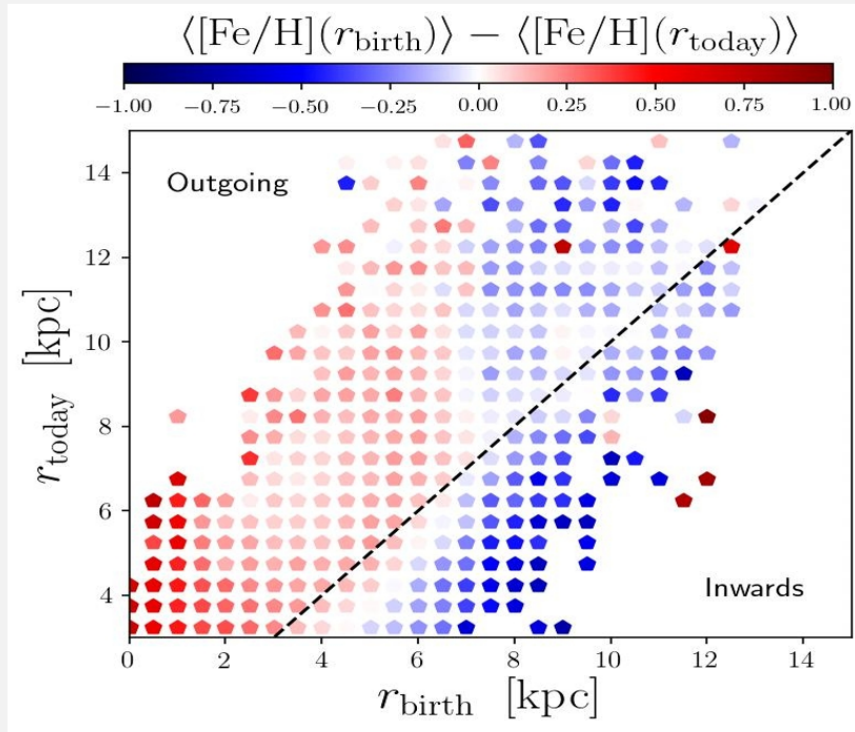 ⟨[Fe/H](r_birth)⟩ − ⟨[Fe/H](r_today)⟩
−1.00 −0.75 −0.50 −0.25 0.00 0.25 0.50 0.75 1.00
Outgoing
14
12
10
8
6
4
r_today [kpc]
Inwards
0 2 4 6 8 10 12 14
r_birth [kpc]